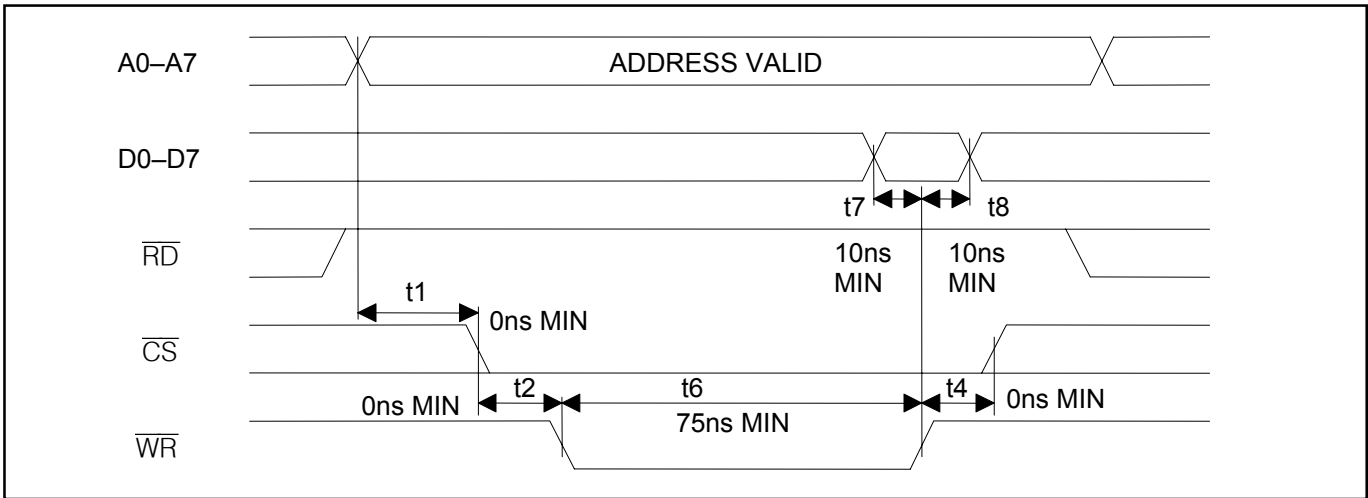 A0–A7
ADDRESS VALID
D0–D7
t7
t8
RD
10ns
MIN
10ns
MIN
t1
0ns MIN
CS
t2
t6
t4
0ns MIN
75ns MIN
0ns MIN
WR